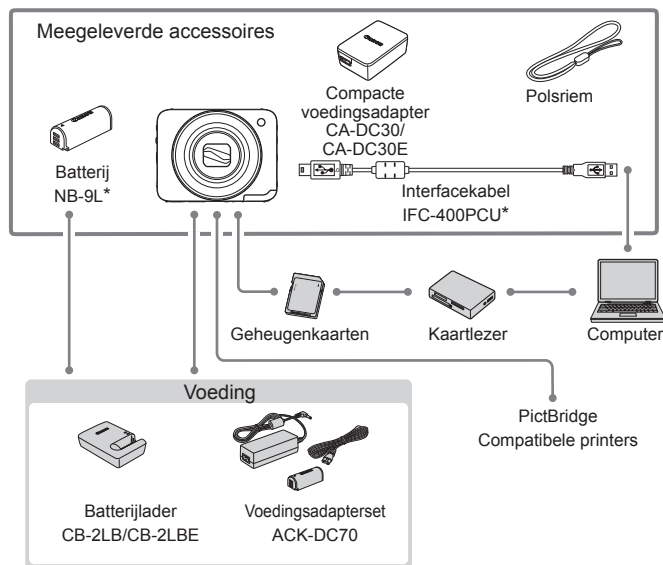 Meegeleverde accessoires
Compacte
voedingsadapter
CA-DC30/
CA-DC30E
Polsriem
Batterij
NB-9L*
Interfacekabel
IFC-400PCU*
Geheugenkaarten
Kaartlezer
Computer
Voeding
PictBridge
Compatibele printers
Batterijlader
CB-2LB/CB-2LBE
Voedingsadapterset
ACK-DC70